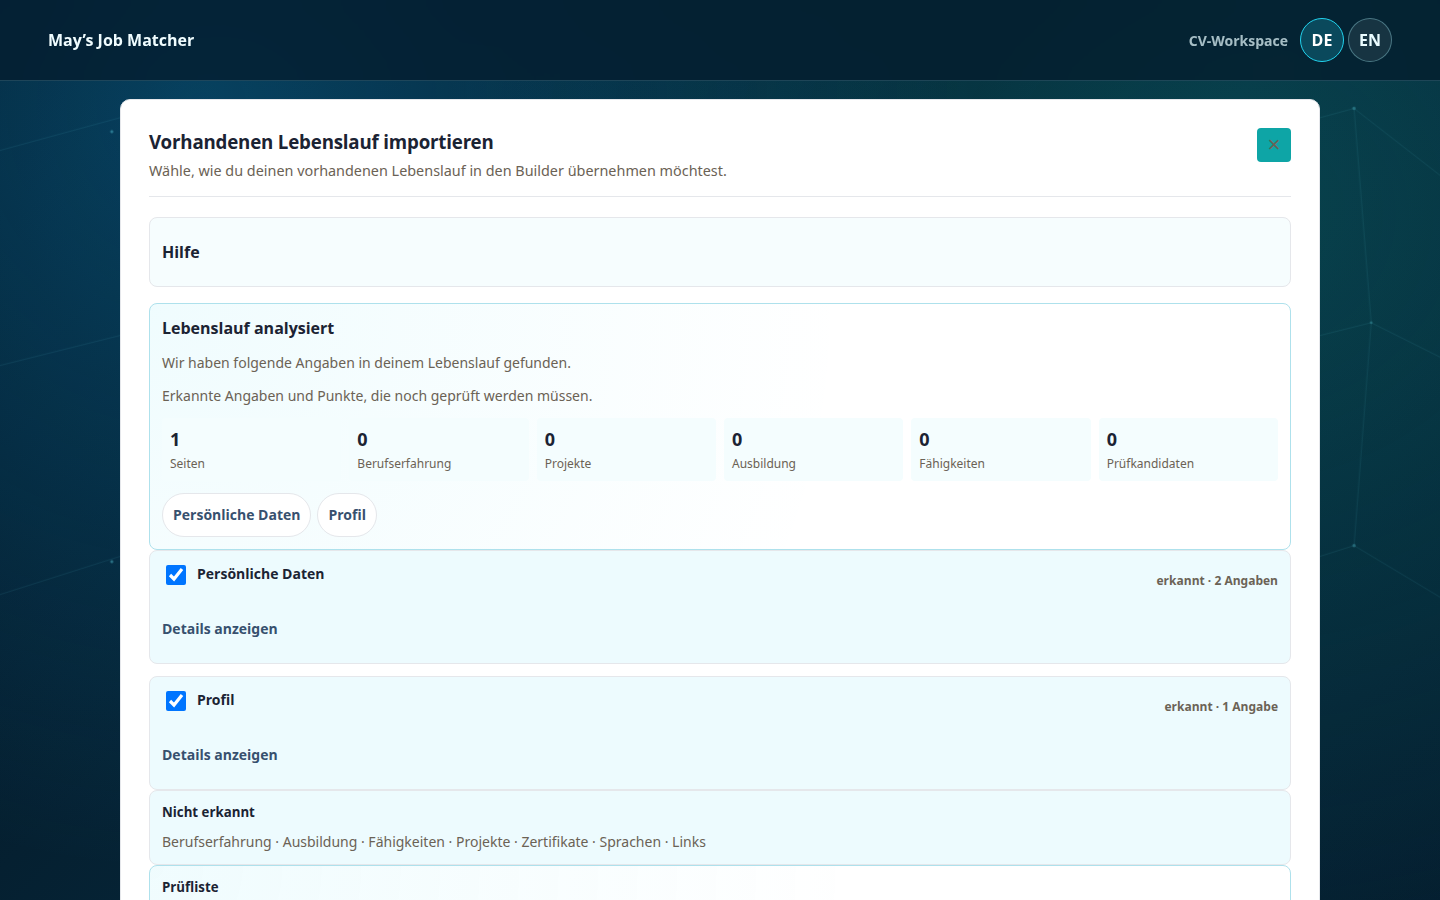 May’s Job Matcher
CV-Workspace DE EN
Vorhandenen Lebenslauf importieren
×
Wähle, wie du deinen vorhandenen Lebenslauf in den Builder übernehmen möchtest.
Hilfe
Lebenslauf analysiert
Wir haben folgende Angaben in deinem Lebenslauf gefunden.
Erkannte Angaben und Punkte, die noch geprüft werden müssen.
1 0 0 0 0 0
Seiten Berufserfahrung Projekte Ausbildung Fähigkeiten Prüfkandidaten
Persönliche Daten Profil
Persönliche Daten
erkannt · 2 Angaben
Details anzeigen
Profil
erkannt · 1 Angabe
Details anzeigen
Nicht erkannt
Berufserfahrung · Ausbildung · Fähigkeiten · Projekte · Zertifikate · Sprachen · Links
Prüfliste